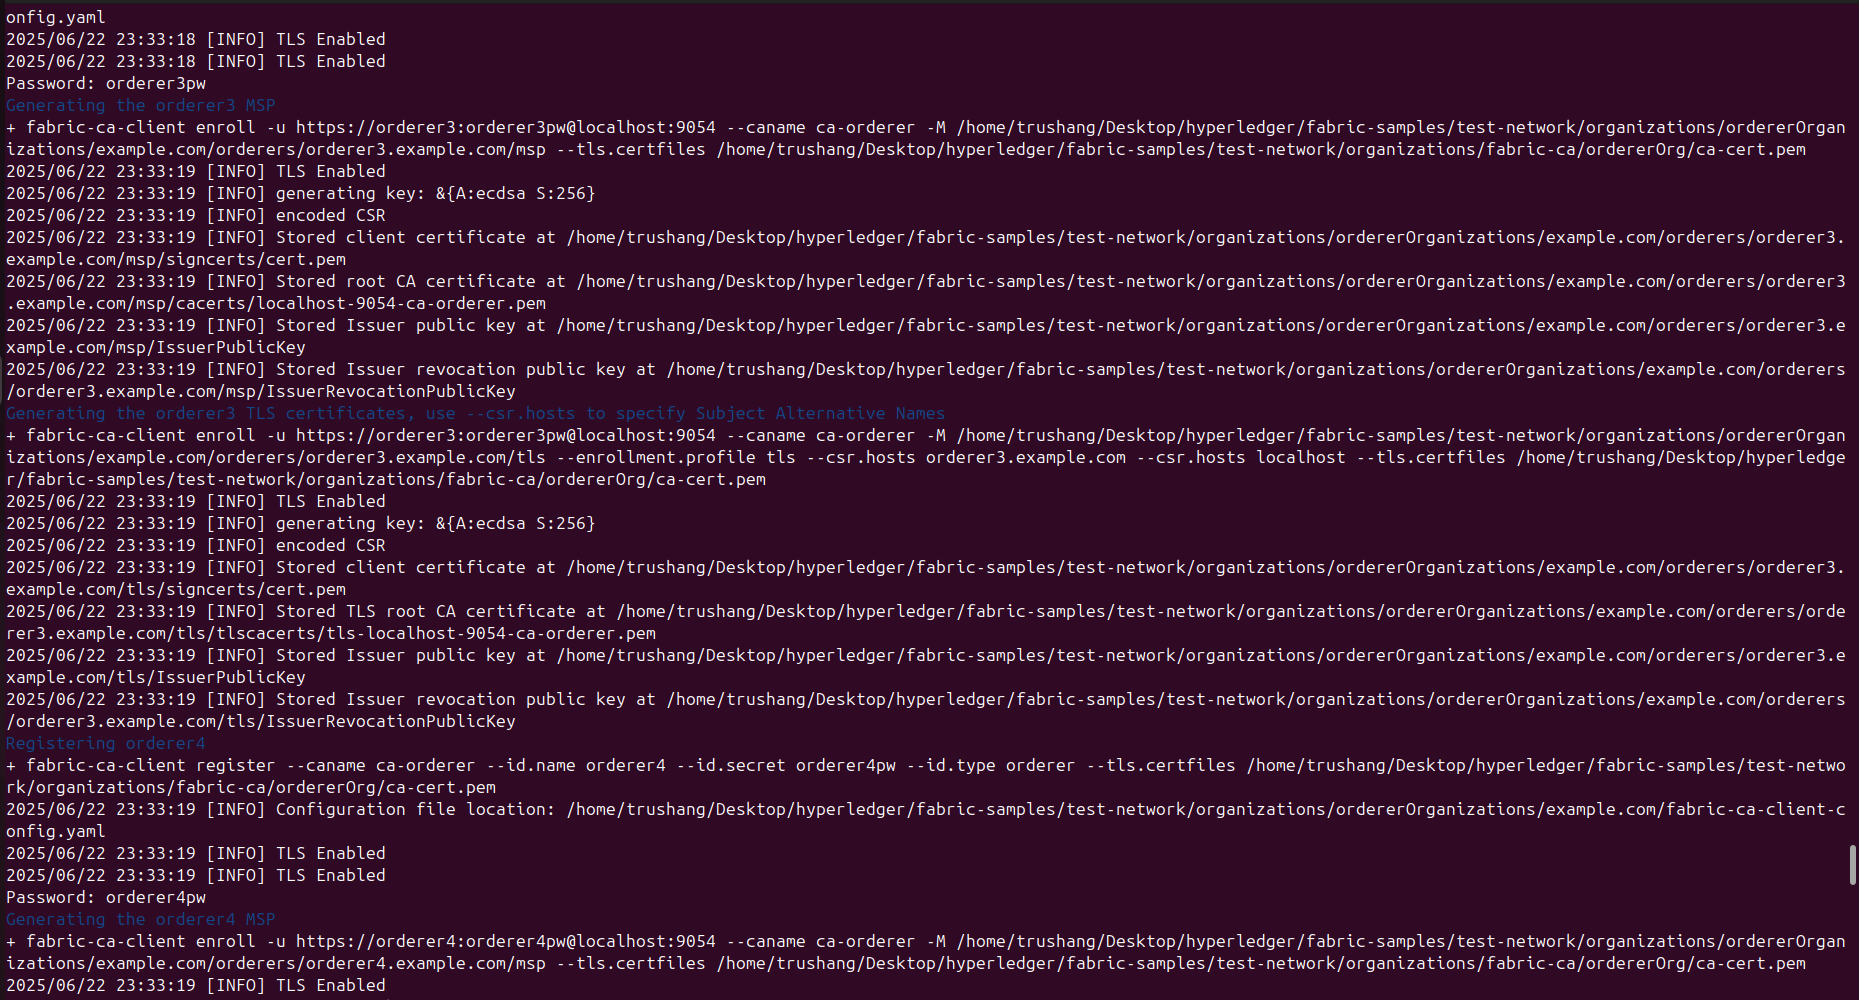 onfig.yaml
2025/06/22 23:33:18 [INFO] TLS Enabled
2025/06/22 23:33:18 [INFO] TLS Enabled
Password: orderer3pw
Generating the orderer3 MSP
+ fabric-ca-client enroll -u https://orderer3:orderer3pw@localhost:9054 --caname ca-orderer -M /home/trushang/Desktop/hyperledger/fabric-samples/test-network/organizations/ordererOrgan
izations/example.com/orderers/orderer3.example.com/msp --tls.certfiles /home/trushang/Desktop/hyperledger/fabric-samples/test-network/organizations/fabric-ca/ordererOrg/ca-cert.pem
2025/06/22 23:33:19 [INFO] TLS Enabled
2025/06/22 23:33:19 [INFO] generating key: &{A:ecdsa S:256}
2025/06/22 23:33:19 [INFO] encoded CSR
2025/06/22 23:33:19 [INFO] Stored client certificate at /home/trushang/Desktop/hyperledger/fabric-samples/test-network/organizations/ordererOrganizations/example.com/orderers/orderer3.
example.com/msp/signcerts/cert.pem
2025/06/22 23:33:19 [INFO] Stored root CA certificate at /home/trushang/Desktop/hyperledger/fabric-samples/test-network/organizations/ordererOrganizations/example.com/orderers/orderer3
.example.com/msp/cacerts/localhost-9054-ca-orderer.pem
2025/06/22 23:33:19 [INFO] Stored Issuer public key at /home/trushang/Desktop/hyperledger/fabric-samples/test-network/organizations/ordererOrganizations/example.com/orderers/orderer3.e
xample.com/msp/IssuerPublicKey
2025/06/22 23:33:19 [INFO] Stored Issuer revocation public key at /home/trushang/Desktop/hyperledger/fabric-samples/test-network/organizations/ordererOrganizations/example.com/orderers
/orderer3.example.com/msp/IssuerRevocationPublicKey
Generating the orderer3 TLS certificates, use --csr.hosts to specify Subject Alternative Names
+ fabric-ca-client enroll -u https://orderer3:orderer3pw@localhost:9054 --caname ca-orderer -M /home/trushang/Desktop/hyperledger/fabric-samples/test-network/organizations/ordererOrgan
izations/example.com/orderers/orderer3.example.com/tls --enrollment.profile tls --csr.hosts orderer3.example.com --csr.hosts localhost --tls.certfiles /home/trushang/Desktop/hyperledge
r/fabric-samples/test-network/organizations/fabric-ca/ordererOrg/ca-cert.pem
2025/06/22 23:33:19 [INFO] TLS Enabled
2025/06/22 23:33:19 [INFO] generating key: &{A:ecdsa S:256}
2025/06/22 23:33:19 [INFO] encoded CSR
2025/06/22 23:33:19 [INFO] Stored client certificate at /home/trushang/Desktop/hyperledger/fabric-samples/test-network/organizations/ordererOrganizations/example.com/orderers/orderer3.
example.com/tls/signcerts/cert.pem
2025/06/22 23:33:19 [INFO] Stored TLS root CA certificate at /home/trushang/Desktop/hyperledger/fabric-samples/test-network/organizations/ordererOrganizations/example.com/orderers/orde
rer3.example.com/tls/tlscacerts/tls-localhost-9054-ca-orderer.pem
2025/06/22 23:33:19 [INFO] Stored Issuer public key at /home/trushang/Desktop/hyperledger/fabric-samples/test-network/organizations/ordererOrganizations/example.com/orderers/orderer3.e
xample.com/tls/IssuerPublicKey
2025/06/22 23:33:19 [INFO] Stored Issuer revocation public key at /home/trushang/Desktop/hyperledger/fabric-samples/test-network/organizations/ordererOrganizations/example.com/orderers
/orderer3.example.com/tls/IssuerRevocationPublicKey
Registering orderer4
+ fabric-ca-client register --caname ca-orderer --id.name orderer4 --id.secret orderer4pw --id.type orderer --tls.certfiles /home/trushang/Desktop/hyperledger/fabric-samples/test-netwo
rk/organizations/fabric-ca/ordererOrg/ca-cert.pem
2025/06/22 23:33:19 [INFO] Configuration file location: /home/trushang/Desktop/hyperledger/fabric-samples/test-network/organizations/ordererOrganizations/example.com/fabric-ca-client-c
onfig.yaml
2025/06/22 23:33:19 [INFO] TLS Enabled
2025/06/22 23:33:19 [INFO] TLS Enabled
Password: orderer4pw
Generating the orderer4 MSP
+ fabric-ca-client enroll -u https://orderer4:orderer4pw@localhost:9054 --caname ca-orderer -M /home/trushang/Desktop/hyperledger/fabric-samples/test-network/organizations/ordererOrgan
izations/example.com/orderers/orderer4.example.com/msp --tls.certfiles /home/trushang/Desktop/hyperledger/fabric-samples/test-network/organizations/fabric-ca/ordererOrg/ca-cert.pem
2025/06/22 23:33:19 [INFO] TLS Enabled